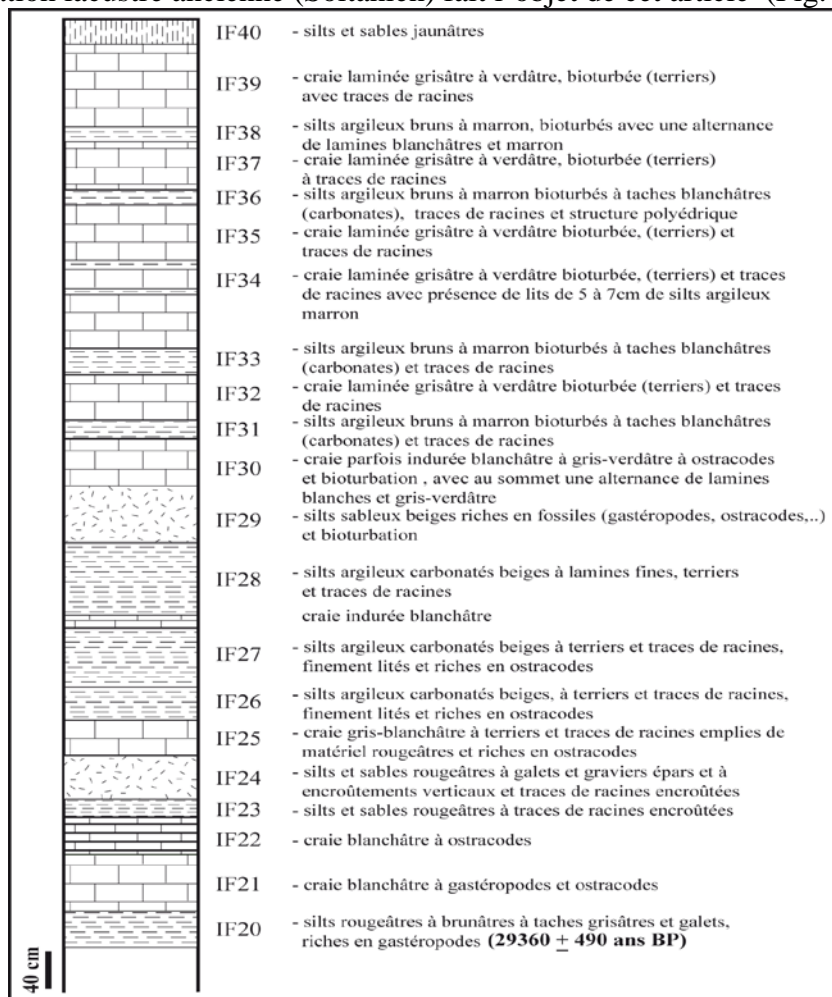 tion lacustre ancienne (Soltanien) fait l'objet de cet article (Fig.
IF40 - silts et sables jaunâtres
IF39 - craie laminée grisâtre à verdâtre, bioturbée (terriers)
avec traces de racines
IF38 - silts argileux bruns à marron, bioturbés avec une alternance
de lamines blanchâtres et marron
IF37 - craie laminée grisâtre à verdâtre, bioturbée (terriers)
à traces de racines
IF36 - silts argileux bruns à marron bioturbés à taches blanchâtres
(carbonates), traces de racines et structure polyédrique
IF35 - craie laminée grisâtre à verdâtre bioturbée, (terriers) et
traces de racines
IF34 - craie laminée grisâtre à verdâtre bioturbée, (terriers) et traces
de racines avec présence de lits de 5 à 7cm de silts argileux
marron
IF33 - silts argileux bruns à marron bioturbés à taches blanchâtres
(carbonates) et traces de racines
IF32 - craie laminée grisâtre à verdâtre bioturbée (terriers) et traces
de racines
IF31 - silts argileux bruns à marron bioturbés à taches blanchâtres
(carbonates) et traces de racines
IF30 - craie parfois indurée blanchâtre à gris-verdâtre à ostracodes
et bioturbation , avec au sommet une alternance de lamines
blanches et gris-verdâtre
IF29 - silts sableux beiges riches en fossiles (gastéropodes, ostracodes,..)
et bioturbation
IF28 - silts argileux carbonatés beiges à lamines fines, terriers
et traces de racines
craie indurée blanchâtre
IF27 - silts argileux carbonatés beiges à terriers et traces de racines,
finement lités et riches en ostracodes
IF26 - silts argileux carbonatés beiges, à terriers et traces de racines,
finement lités et riches en ostracodes
IF25 - craie gris-blanchâtre à terriers et traces de racines emplies de
matériel rougeâtres et riches en ostracodes
IF24 - silts et sables rougeâtres à galets et graviers épars et à
encroûtements verticaux et traces de racines encroûtées
IF23 - silts et sables rougeâtres à traces de racines encroûtées
IF22 - craie blanchâtre à ostracodes
IF21 - craie blanchâtre à gastéropodes et ostracodes
IF20 - silts rougeâtres à brunâtres à taches grisâtres et galets,
riches en gastéropodes (29360 ± 490 ans BP)
40 cm